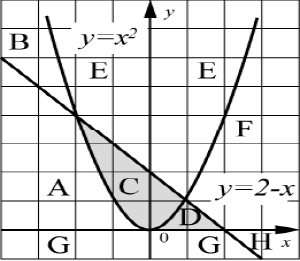 y
B y=x²
E E
F
A C y=2-x
D
G 0 G H x